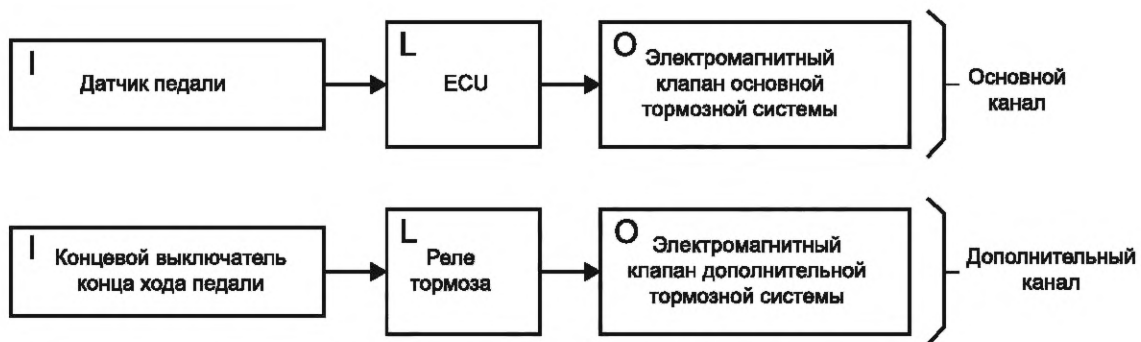 I
Датчик педали
L
ECU
O
Электромагнитный
клапан основной
тормозной системы
Основной
канал
I
Концевой выключатель
конца хода педали
L
Реле
тормоза
O
Электромагнитный
клапан дополнительной
тормозной системы
Дополнительный
канал